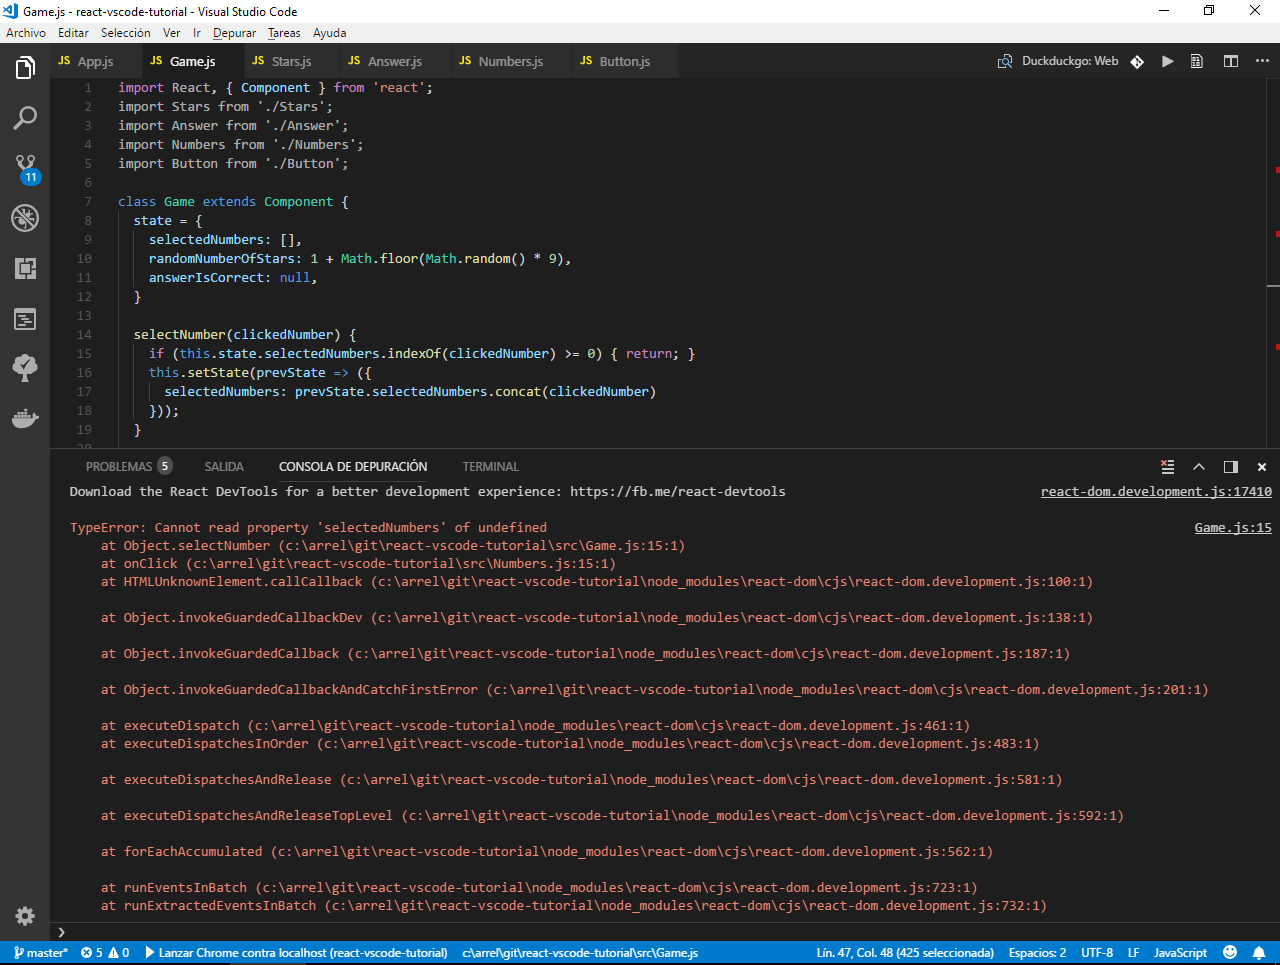 Game.js - react-vscode-tutorial - Visual Studio Code
Archivo Editar Selección Ver Ir Depurar Tareas Ayuda
JS App.js JS Game.js JS Stars.js JS Answer.js JS Numbers.js JS Button.js Duckduckgo: Web
1 import React, { Component } from 'react';
2 import Stars from './Stars';
3 import Answer from './Answer';
4 import Numbers from './Numbers';
5 import Button from './Button';
6
7 class Game extends Component {
8 state = {
9 selectedNumbers: [],
10 randomNumberOfStars: 1 + Math.floor(Math.random() * 9),
11 answerIsCorrect: null,
12 }
13
14 selectNumber(clickedNumber) {
15 if (this.state.selectedNumbers.indexOf(clickedNumber) >= 0) { return; }
16 this.setState(prevState => ({
17 selectedNumbers: prevState.selectedNumbers.concat(clickedNumber)
18 }));
19 }
20
11
PROBLEMAS 5 SALIDA CONSOLA DE DEPURACIÓN TERMINAL
Download the React DevTools for a better development experience: https://fb.me/react-devtools react-dom.development.js:17410
TypeError: Cannot read property 'selectedNumbers' of undefined Game.js:15
at Object.selectNumber (c:\arrel\git\react-vscode-tutorial\src\Game.js:15:1)
at onClick (c:\arrel\git\react-vscode-tutorial\src\Numbers.js:15:1)
at HTMLUnknownElement.callCallback (c:\arrel\git\react-vscode-tutorial\node_modules\react-dom\cjs\react-dom.development.js:100:1)
at Object.invokeGuardedCallbackDev (c:\arrel\git\react-vscode-tutorial\node_modules\react-dom\cjs\react-dom.development.js:138:1)
at Object.invokeGuardedCallback (c:\arrel\git\react-vscode-tutorial\node_modules\react-dom\cjs\react-dom.development.js:187:1)
at Object.invokeGuardedCallbackAndCatchFirstError (c:\arrel\git\react-vscode-tutorial\node_modules\react-dom\cjs\react-dom.development.js:201:1)
at executeDispatch (c:\arrel\git\react-vscode-tutorial\node_modules\react-dom\cjs\react-dom.development.js:461:1)
at executeDispatchesInOrder (c:\arrel\git\react-vscode-tutorial\node_modules\react-dom\cjs\react-dom.development.js:483:1)
at executeDispatchesAndRelease (c:\arrel\git\react-vscode-tutorial\node_modules\react-dom\cjs\react-dom.development.js:581:1)
at executeDispatchesAndReleaseTopLevel (c:\arrel\git\react-vscode-tutorial\node_modules\react-dom\cjs\react-dom.development.js:592:1)
at forEachAccumulated (c:\arrel\git\react-vscode-tutorial\node_modules\react-dom\cjs\react-dom.development.js:562:1)
at runEventsInBatch (c:\arrel\git\react-vscode-tutorial\node_modules\react-dom\cjs\react-dom.development.js:723:1)
at runExtractedEventsInBatch (c:\arrel\git\react-vscode-tutorial\node_modules\react-dom\cjs\react-dom.development.js:732:1)
master* 5 0 Lanzar Chrome contra localhost (react-vscode-tutorial) c:\arrel\git\react-vscode-tutorial\src\Game.js Lín. 47, Col. 48 (425 seleccionada) Espacios: 2 UTF-8 LF JavaScript